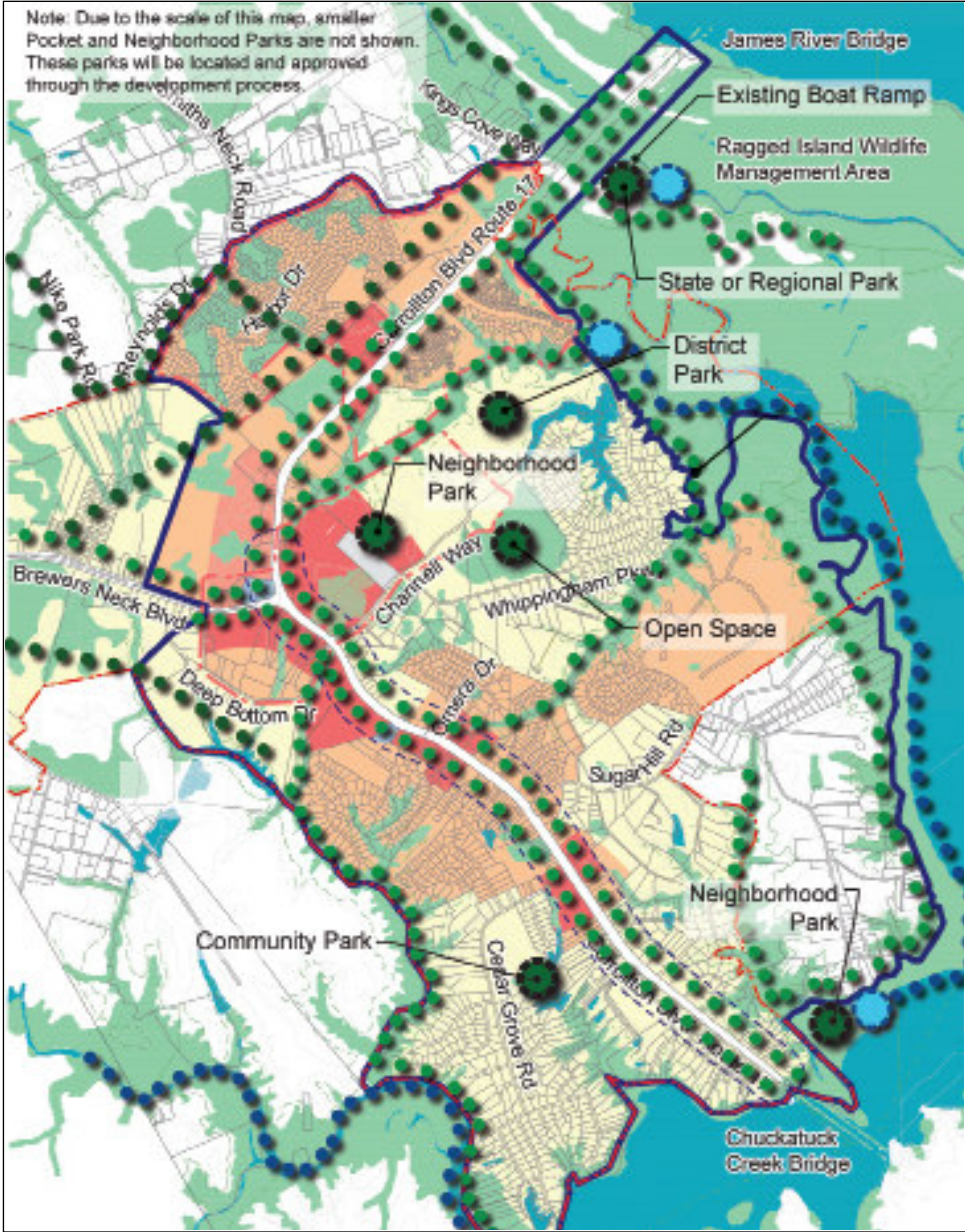 Note: Due to the scale of this map, smaller
Pocket and Neighborhood Parks are not shown.
These parks will be located and approved
through the development process.
James River Bridge
Existing Boat Ramp
Kings Cove Way
Neck Road
Ragged Island Wildlife
Management Area
Carrollton Blvd Route 17
State or Regional Park
Harbor Dr
Nike Park Rd
Reynolds Dr
District
Park
Neighborhood
Park
Channell Way
Brewers Neck Blvd
Whippingham Pkwy
Open Space
Deep Bottom Dr
Omera Dr
Sugar Hill Rd
Neighborhood
Park
Community Park
Cedar Grove Rd
Carrollton Blvd
Chuckatuck
Creek Bridge